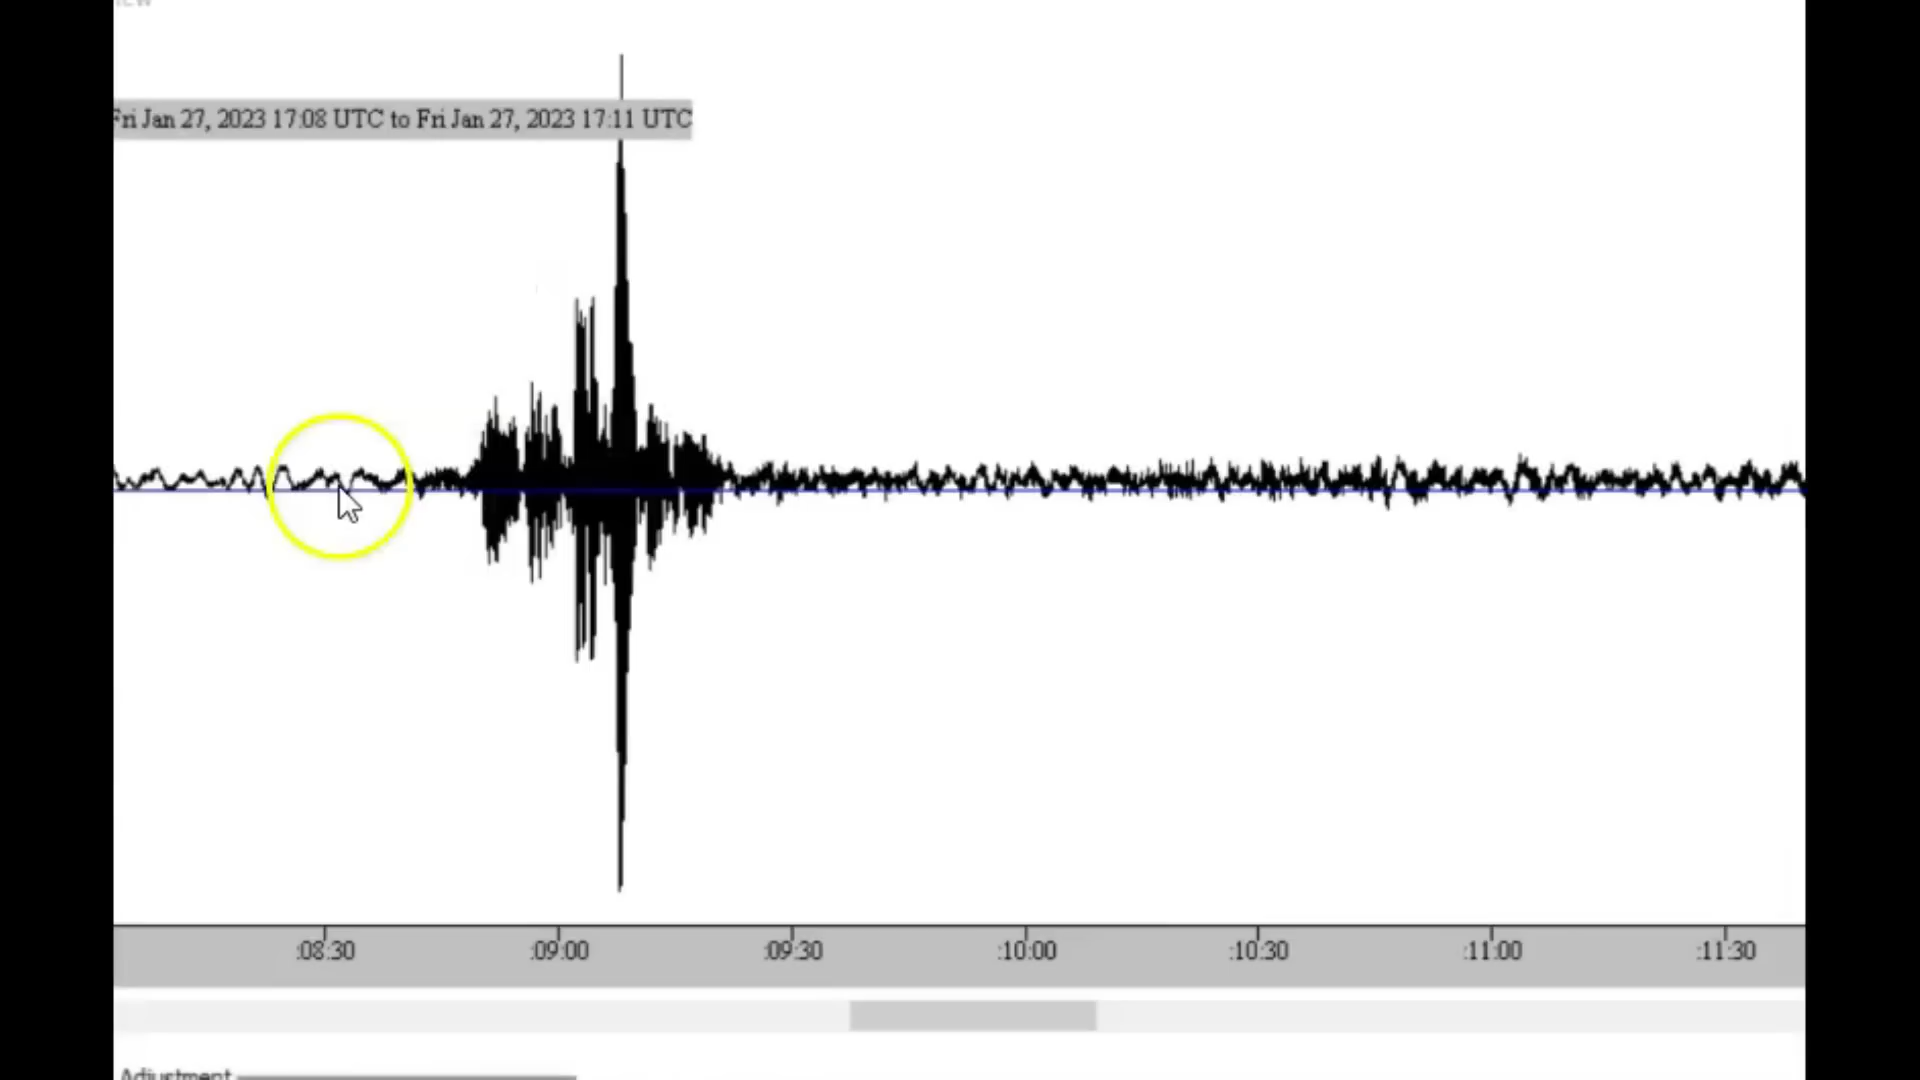 Fri Jan 27, 2023 17:08 UTC to Fri Jan 27, 2023 17:11 UTC
:08:30 :09:00 :09:30 :10:00 :10:30 :11:00 :11:30
Adjustment